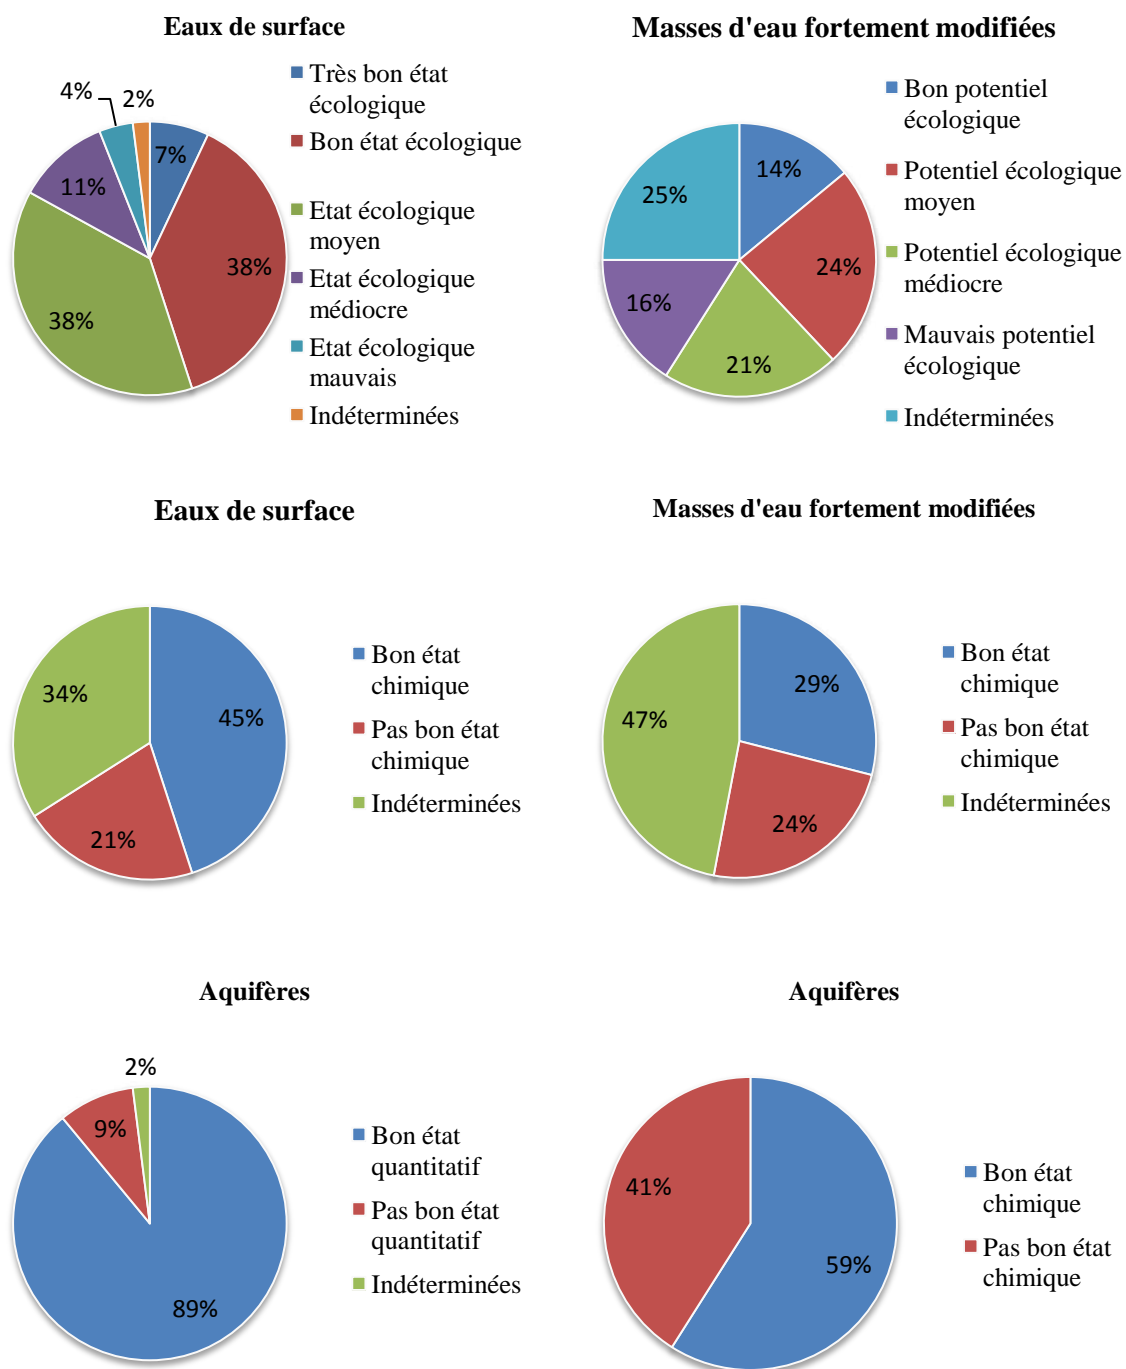 Eaux de surface
4%
2%
7%
11%
38%
38%
Très bon état
écologique
Bon état écologique
Etat écologique
moyen
Etat écologique
médiocre
Etat écologique
mauvais
Indéterminées
Masses d'eau fortement modifiées
14%
25%
24%
16%
21%
Bon potentiel
écologique
Potentiel écologique
moyen
Potentiel écologique
médiocre
Mauvais potentiel
écologique
Indéterminées
Eaux de surface
34%
45%
21%
Bon état
chimique
Pas bon état
chimique
Indéterminées
Masses d'eau fortement modifiées
29%
47%
24%
Bon état
chimique
Pas bon état
chimique
Indéterminées
Aquifères
2%
9%
89%
Bon état
quantitatif
Pas bon état
quantitatif
Indéterminées
Aquifères
41%
59%
Bon état
chimique
Pas bon état
chimique